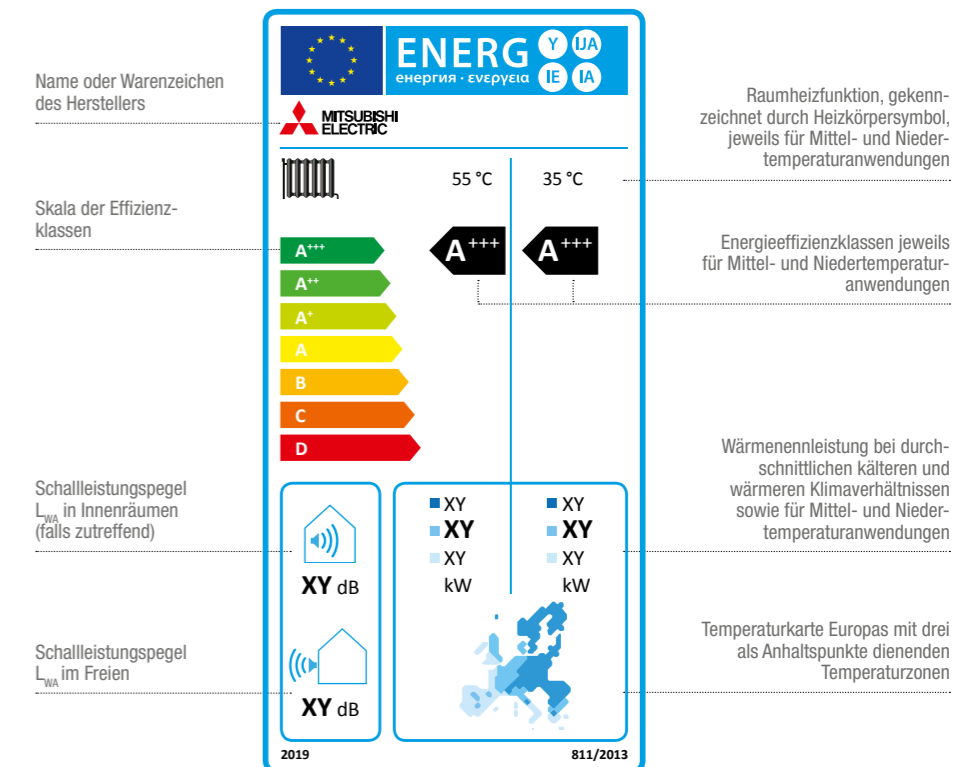 Name oder Warenzeichen
des Herstellers
Skala der Effizienz-
klassen
Schallleistungspegel
LWA in Innenräumen
(falls zutreffend)
Schallleistungspegel
LWA im Freien
ENERG
енергия · ενεργεια
Y IJA
IE IA
MITSUBISHI
ELECTRIC
55 °C 35 °C
A+++ A+++
A+++
A++
A+
A
B
C
D
XY dB
XY dB
XY XY
XY XY
XY XY
kW kW
2019 811/2013
Raumheizfunktion, gekenn-
zeichnet durch Heizkörpersymbol,
jeweils für Mittel- und Nieder-
temperaturanwendungen
Energieeffizienzklassen jeweils
für Mittel- und Niedertemperatur-
anwendungen
Wärmenennleistung bei durch-
schnittlichen kälteren und
wärmeren Klimaverhältnissen
sowie für Mittel- und Nieder-
temperaturanwendungen
Temperaturkarte Europas mit drei
als Anhaltspunkte dienenden
Temperaturzonen